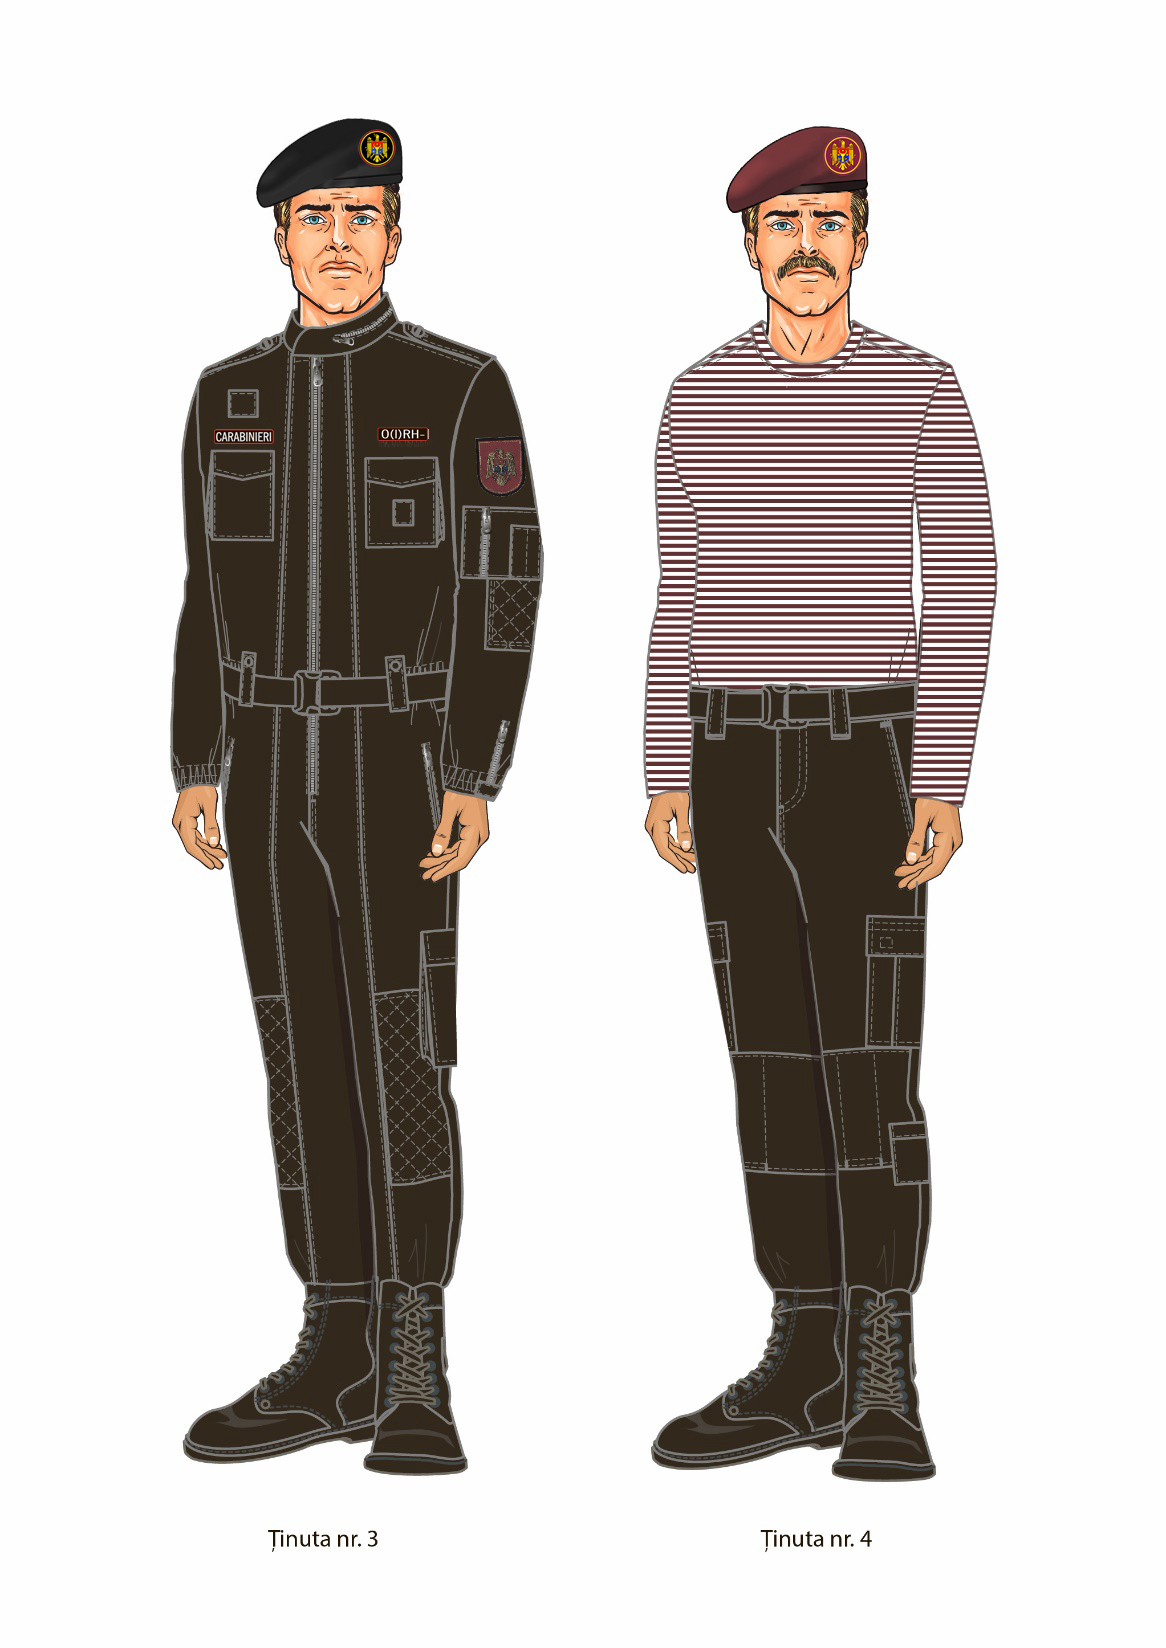 CARABINIERI
O(I)RH-I
Ținuta nr. 3
Ținuta nr. 4